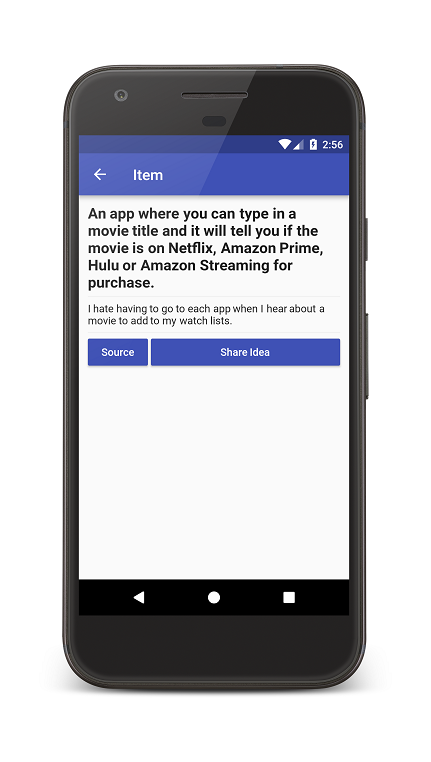 2:56
Item
An app where you can type in a
movie title and it will tell you if the
movie is on Netflix, Amazon Prime,
Hulu or Amazon Streaming for
purchase.
I hate having to go to each app when I hear about a
movie to add to my watch lists.
Source
Share Idea